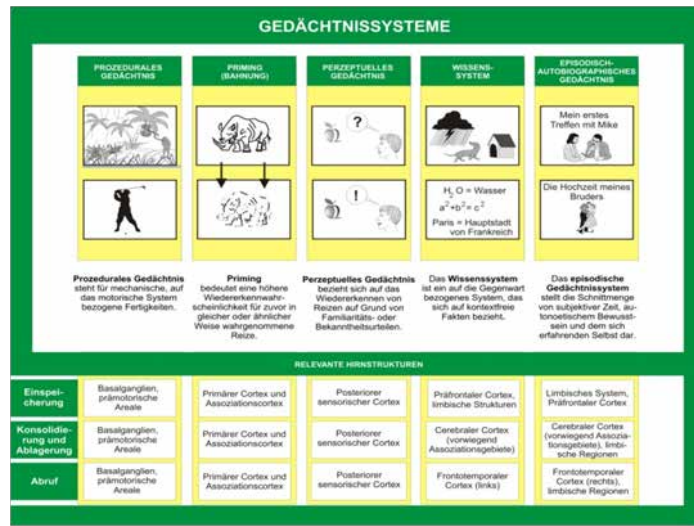 GEDÄCHTNISSYSTEME
PROZEDURALES
GEDÄCHTNIS
PRIMING
(BAHNUNG)
PERZEPTUELLES
GEDÄCHTNIS
WISSENS-
SYSTEM
EPISODISCH-
AUTOBIOGRAPHISCHES
GEDÄCHTNIS
?
!
H2O = Wasser
a²+b²= c²
Paris = Hauptstadt
von Frankreich
Mein erstes
Treffen mit Mike
Die Hochzeit meines
Bruders
Prozedurales Gedächtnis
steht für mechanische, auf
das motorische System
bezogene Fertigkeiten.
Priming
bedeutet eine höhere
Wiedererkennwahr-
scheinlichkeit für zuvor in
gleicher oder ähnlicher
Weise wahrgenommene
Reize.
Perzeptuelles Gedächtnis
bezieht sich auf das
Wiedererkennen von
Reizen auf Grund von
Familiaritäts- oder
Bekanntheitsurteilen.
Das Wissenssystem
ist ein auf die Gegenwart
bezogenes System, das
sich auf kontextfreie
Fakten bezieht.
Das episodische
Gedächtnissystem
stellt die Schnittmenge
von subjektiver Zeit, au-
tonoetischem Bewusst-
sein und dem sich
erfahrenden Selbst dar.
RELEVANTE HIRNSTRUKTUREN
Einspei-
cherung
Basalganglien,
prämotorische
Areale
Primärer Cortex und
Assoziationscortex
Posteriorer
sensorischer Cortex
Präfrontaler Cortex,
limbische Strukturen
Limbisches System,
Präfrontaler Cortex
Konsolidie-
rung und
Ablagerung
Basalganglien,
prämotorische
Areale
Primärer Cortex und
Assoziationscortex
Posteriorer
sensorischer Cortex
Cerebraler Cortex
(vorwiegend
Assoziationsgebiete)
Cerebraler Cortex
(vorwiegend Assozia-
tionsgebiete), limbi-
sche Regionen
Abruf
Basalganglien,
prämotorische
Areale
Primärer Cortex und
Assoziationscortex
Posteriorer
sensorischer Cortex
Frontotemporaler
Cortex (links)
Frontotemporaler
Cortex (rechts),
limbische Regionen